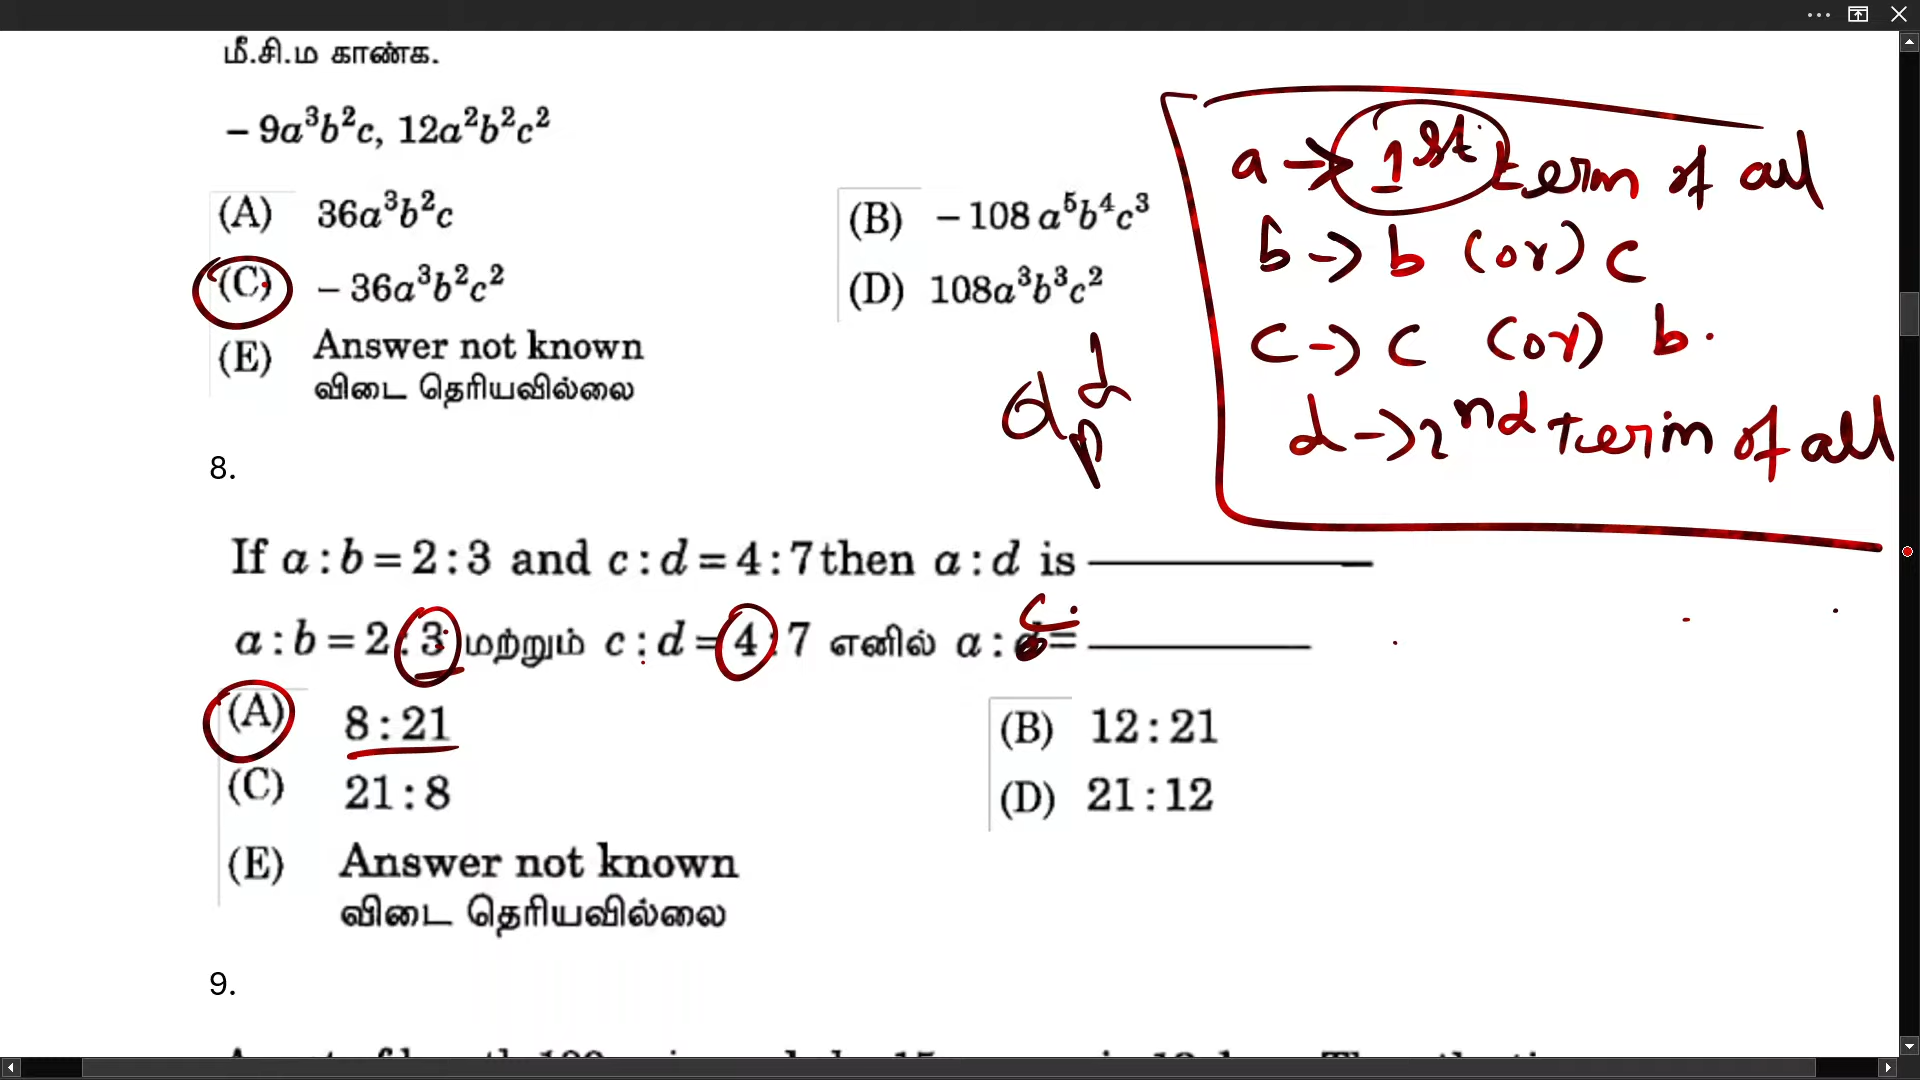 மீ.சி.ம காண்க.
− 9a³b²c, 12a²b²c²
(A) 36a³b²c
(B) − 108 a⁵b⁴c³
(C) − 36a³b²c²
(D) 108a³b³c²
(E) Answer not known
விடை தெரியவில்லை
a → 1st term of all
b → b (or) c
c → c (or) b.
d → 2nd term of all
8.
If a : b = 2 : 3 and c : d = 4 : 7 then a : d is
a : b = 2 : 3 மற்றும் c : d = 4 : 7 எனில் a : =
(A) 8 : 21
(B) 12 : 21
(C) 21 : 8
(D) 21 : 12
(E) Answer not known
விடை தெரியவில்லை
9.